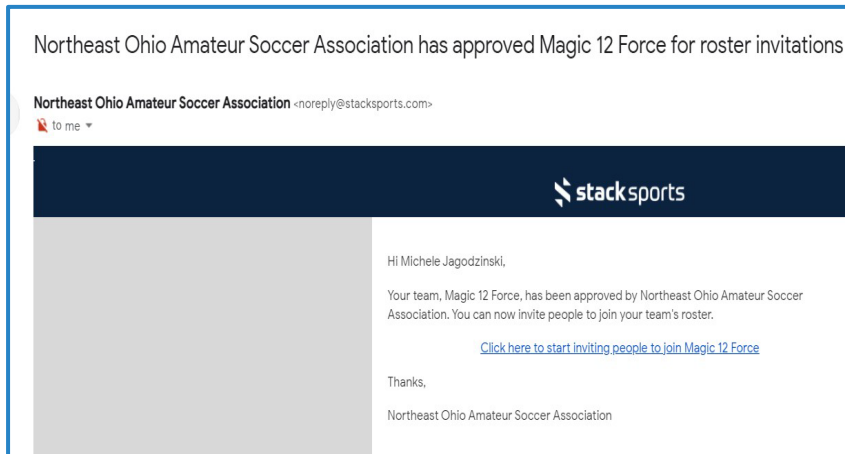 Northeast Ohio Amateur Soccer Association has approved Magic 12 Force for roster invitations
Northeast Ohio Amateur Soccer Association <noreply@stacksports.com>
to me
stacksports
Hi Michele Jagodzinski,
Your team, Magic 12 Force, has been approved by Northeast Ohio Amateur Soccer
Association. You can now invite people to join your team's roster.
Click here to start inviting people to join Magic 12 Force
Thanks,
Northeast Ohio Amateur Soccer Association